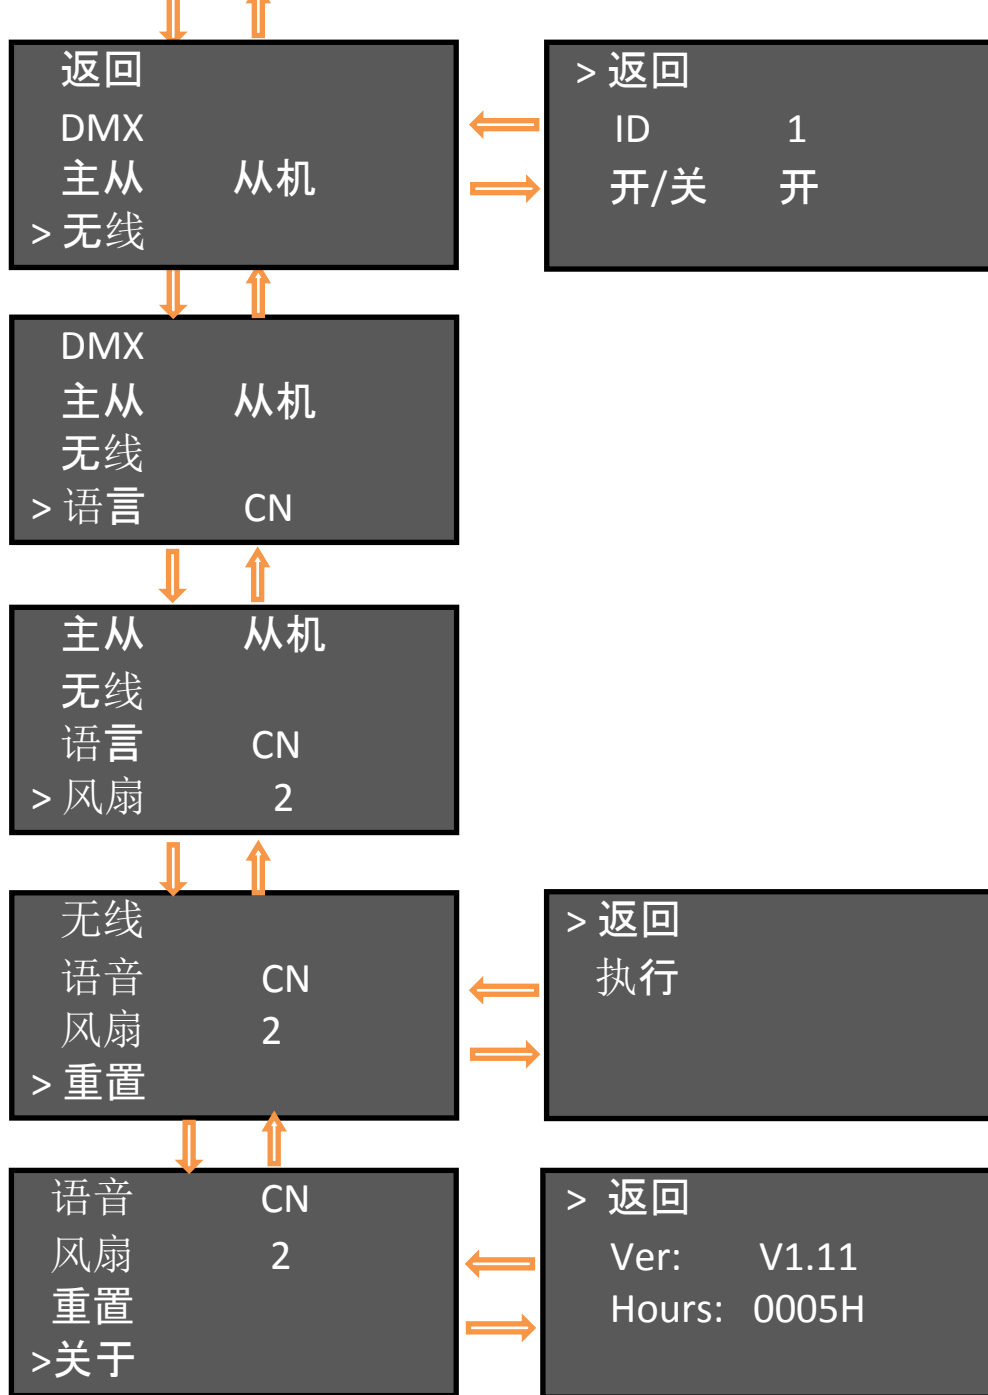 返回
DMX
主从 从机
> 无线
> 返回
ID 1
开/关 开
DMX
主从 从机
无线
> 语言 CN
主从 从机
无线
语言 CN
> 风扇 2
无线
语音 CN
风扇 2
> 重置
> 返回
执行
语音 CN
风扇 2
重置
>关于
> 返回
Ver: V1.11
Hours: 0005H